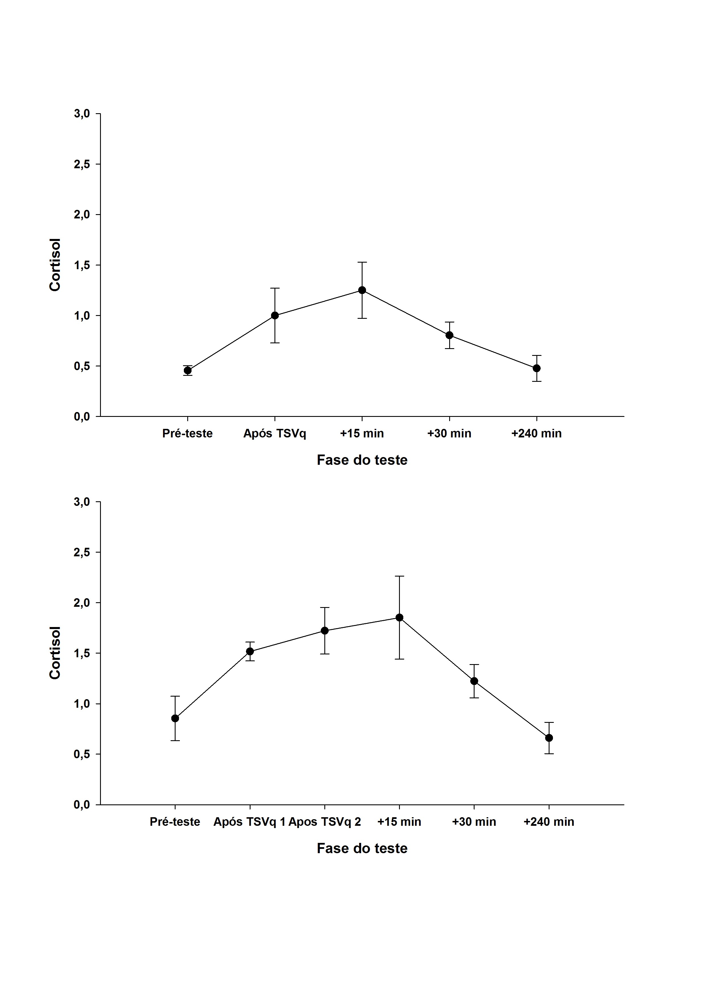 3,0
2,5
2,0
1,5
1,0
0,5
0,0
Cortisol
Pré-teste Após TSVq +15 min +30 min +240 min
Fase do teste
3,0
2,5
2,0
1,5
1,0
0,5
0,0
Cortisol
Pré-teste Após TSVq 1 Apos TSVq 2 +15 min +30 min +240 min
Fase do teste